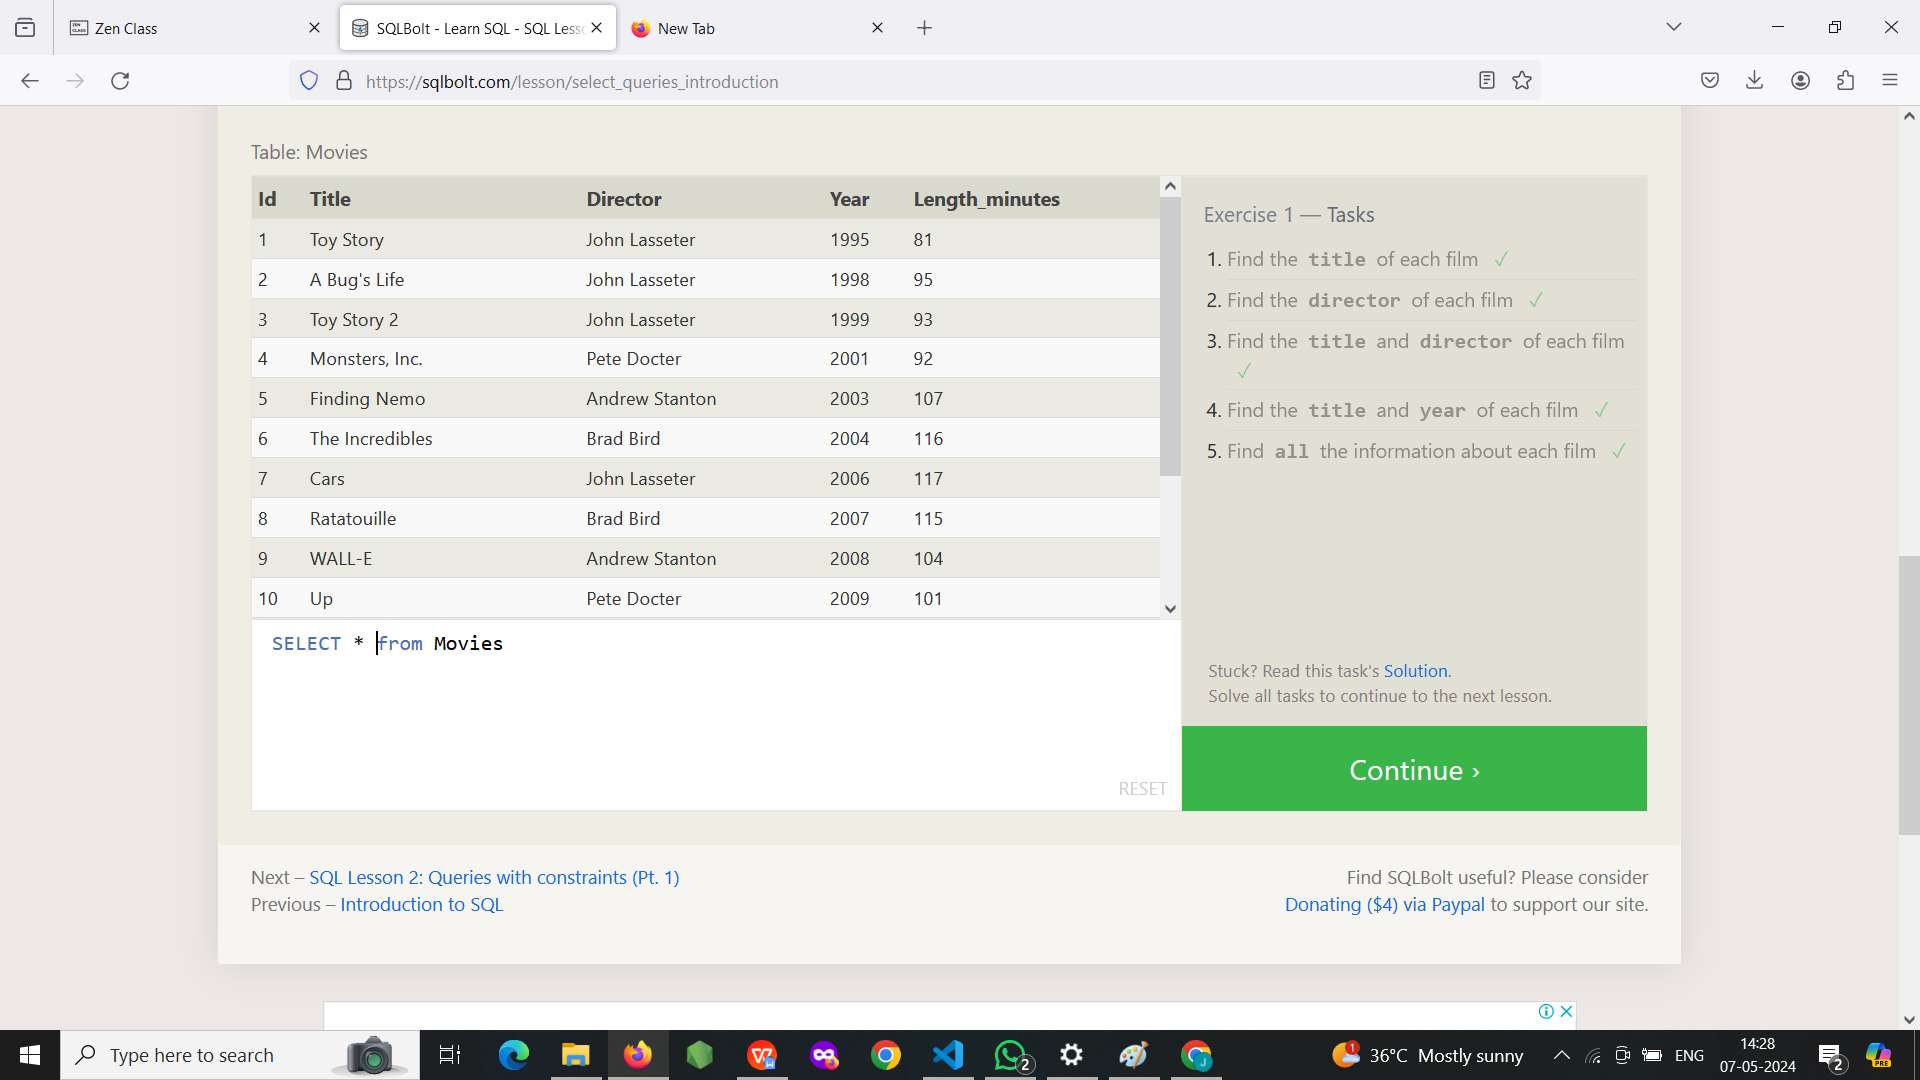 Zen Class
SQLBolt - Learn SQL - SQL Less
New Tab
https://sqlbolt.com/lesson/select_queries_introduction
Table: Movies
Id Title Director Year Length_minutes
1 Toy Story John Lasseter 1995 81
2 A Bug's Life John Lasseter 1998 95
3 Toy Story 2 John Lasseter 1999 93
4 Monsters, Inc. Pete Docter 2001 92
5 Finding Nemo Andrew Stanton 2003 107
6 The Incredibles Brad Bird 2004 116
7 Cars John Lasseter 2006 117
8 Ratatouille Brad Bird 2007 115
9 WALL-E Andrew Stanton 2008 104
10 Up Pete Docter 2009 101
SELECT * from Movies
RESET
Exercise 1 — Tasks
1. Find the title of each film ✓
2. Find the director of each film ✓
3. Find the title and director of each film
✓
4. Find the title and year of each film ✓
5. Find all the information about each film ✓
Stuck? Read this task's Solution.
Solve all tasks to continue to the next lesson.
Continue ›
Next – SQL Lesson 2: Queries with constraints (Pt. 1)
Previous – Introduction to SQL
Find SQLBolt useful? Please consider
Donating ($4) via Paypal to support our site.
Type here to search
2
1
36°C Mostly sunny
ENG
14:28
07-05-2024
2
PRE